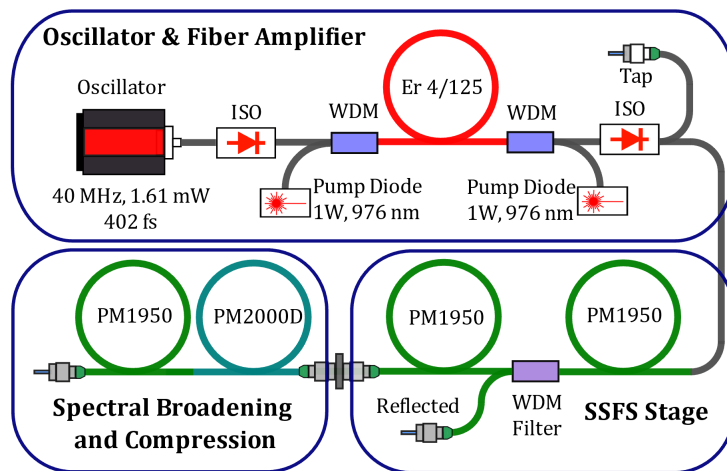 Oscillator & Fiber Amplifier
Oscillator
ISO
WDM
Er 4/125
WDM
ISO
Tap
40 MHz, 1.61 mW
402 fs
Pump Diode
1W, 976 nm
Pump Diode
1W, 976 nm
PM1950
PM2000D
PM1950
PM1950
Reflected
WDM
Filter
Spectral Broadening
and Compression
SSFS Stage